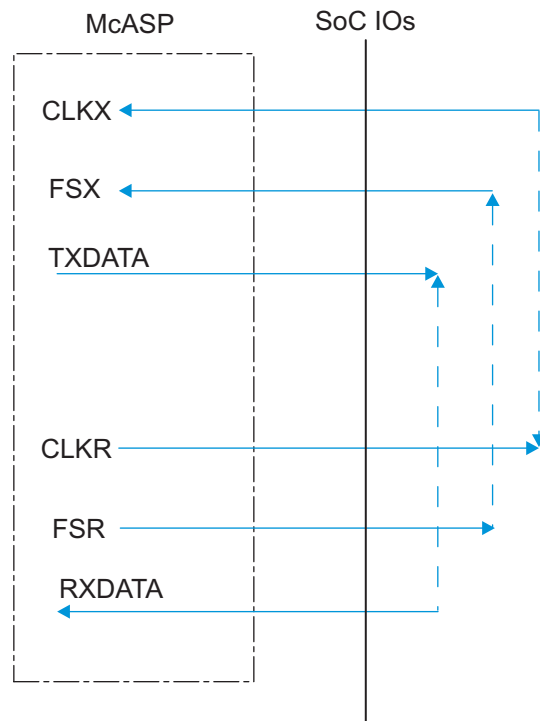 McASP
SoC IOs
CLKX
FSX
TXDATA
CLKR
FSR
RXDATA